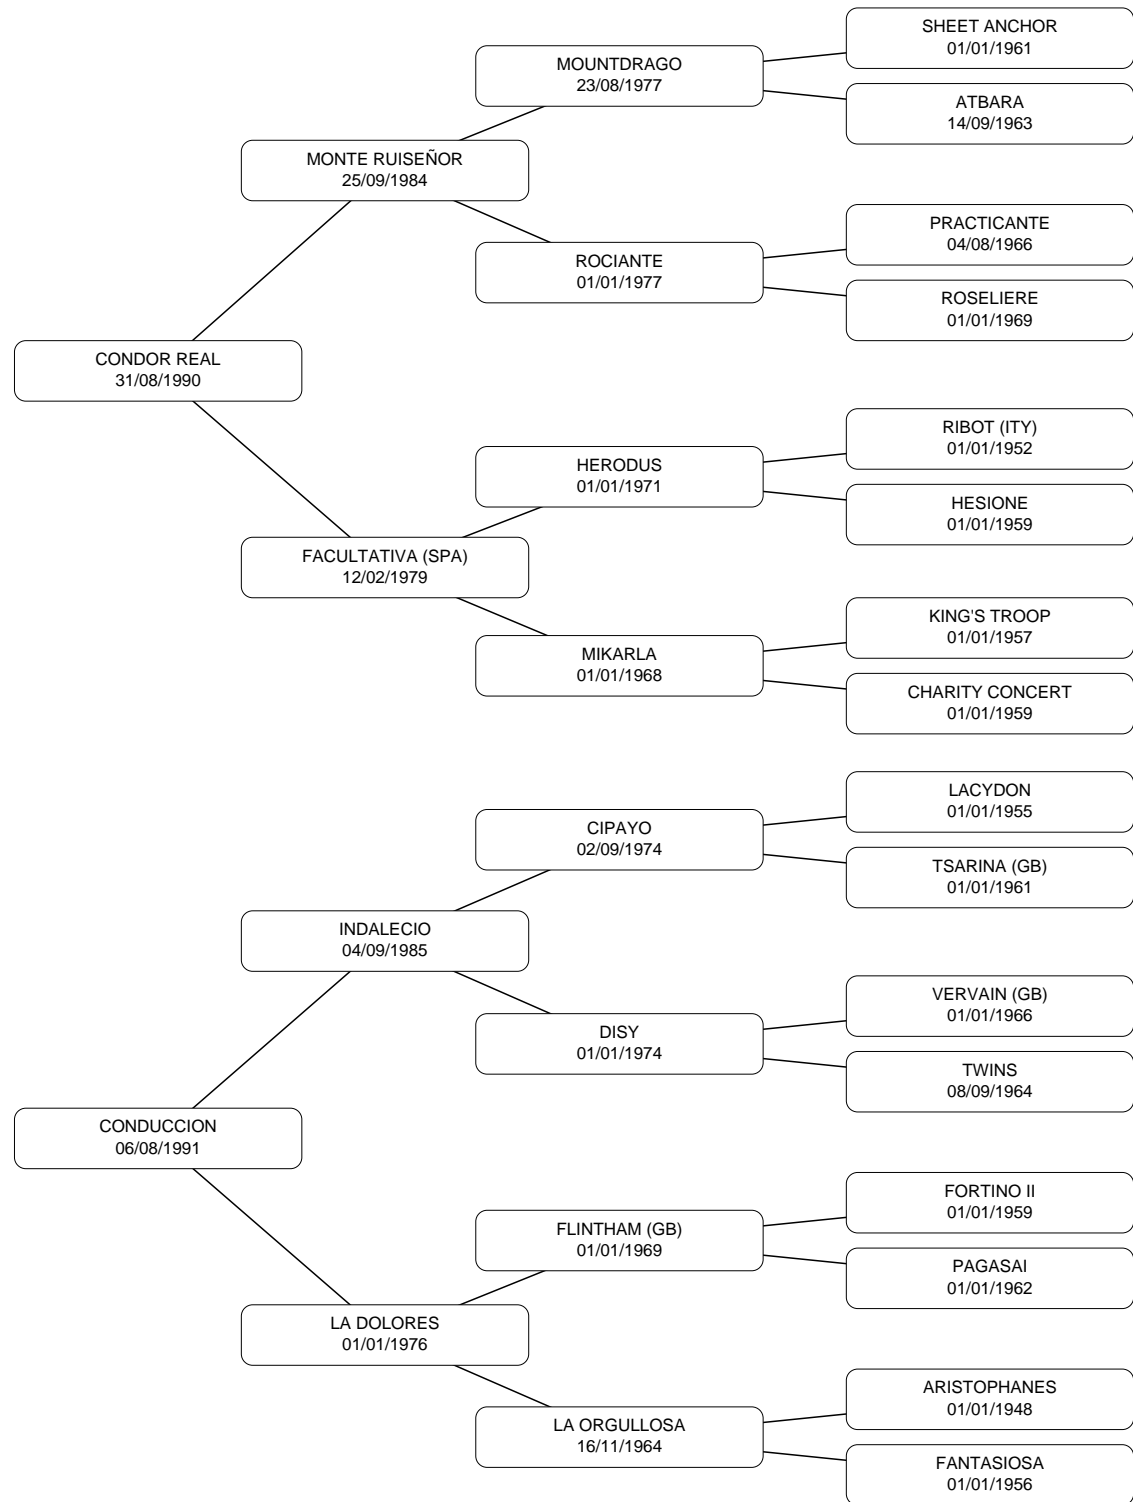 SHEET ANCHOR
01/01/1961
MOUNTDRAGO
23/08/1977
ATBARA
14/09/1963
MONTE RUISEÑOR
25/09/1984
PRACTICANTE
04/08/1966
ROCIANTE
01/01/1977
ROSELIERE
01/01/1969
CONDOR REAL
31/08/1990
RIBOT (ITY)
01/01/1952
HERODUS
01/01/1971
HESIONE
01/01/1959
FACULTATIVA (SPA)
12/02/1979
KING'S TROOP
01/01/1957
MIKARLA
01/01/1968
CHARITY CONCERT
01/01/1959
LACYDON
01/01/1955
CIPAYO
02/09/1974
TSARINA (GB)
01/01/1961
INDALECIO
04/09/1985
VERVAIN (GB)
01/01/1966
DISY
01/01/1974
TWINS
08/09/1964
CONDUCCION
06/08/1991
FORTINO II
01/01/1959
FLINTHAM (GB)
01/01/1969
PAGASAI
01/01/1962
LA DOLORES
01/01/1976
ARISTOPHANES
01/01/1948
LA ORGULLOSA
16/11/1964
FANTASIOSA
01/01/1956